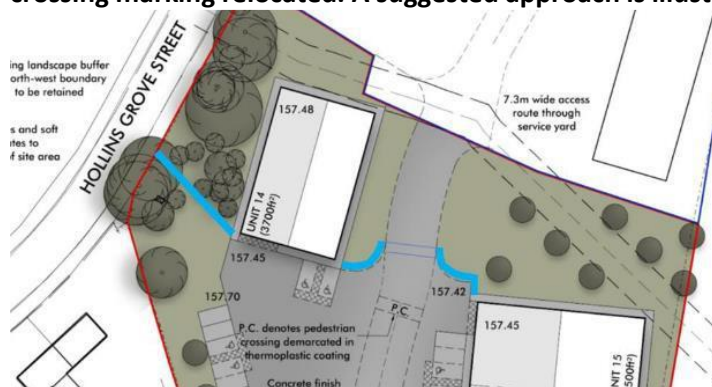 crossing marking relocated. A suggested approach is illust
ing landscape buffer
orth-west boundary
to be retained
s and soft
ates to
f site area
HOLLINS GROVE STREET
157.48
7.3m wide access
route through
service yard
UNIT 14
(3700ft²)
157.45
157.70
157.42
P.C.
P.C. denotes pedestrian
crossing demarcated in
thermoplastic coating
Concrete finish
157.45
UNIT 15
500ft²)